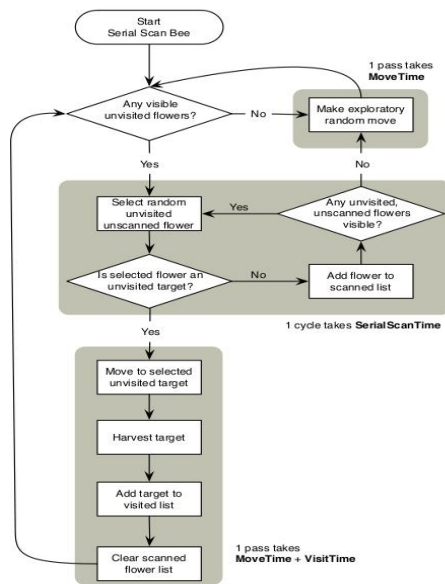 Start
Serial Scan Bee
1 pass takes
MoveTime
Any visible
unvisited flowers?
No
Make exploratory
random move
Yes
No
Select random
unvisited
unscanned flower
Yes
Any unvisited,
unscanned flowers
visible?
Is selected flower an
unvisited target?
No
Add flower to
scanned list
Yes
1 cycle takes SerialScanTime
Move to selected
unvisited target
Harvest target
Add target to
visited list
Clear scanned
flower list
1 pass takes
MoveTime + VisitTime